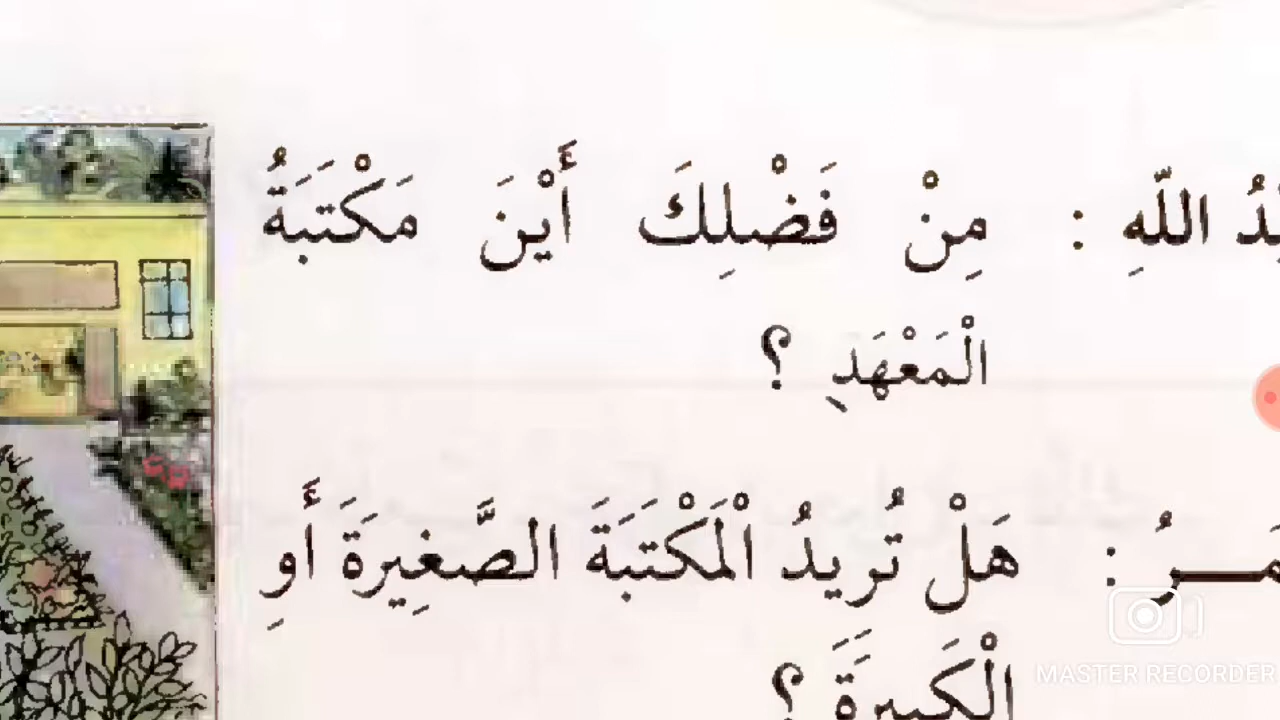 اللّٰهِ : مِنْ فَضْلِكَ أَيْنَ مَكْتَبَةُ
الْمَعْهَدِ ؟
: هَلْ تُرِيدُ الْمَكْتَبَةَ الصَّغِيرَةَ أَوِ
الْكَبِيرَةَ ؟
MASTER RECORDER